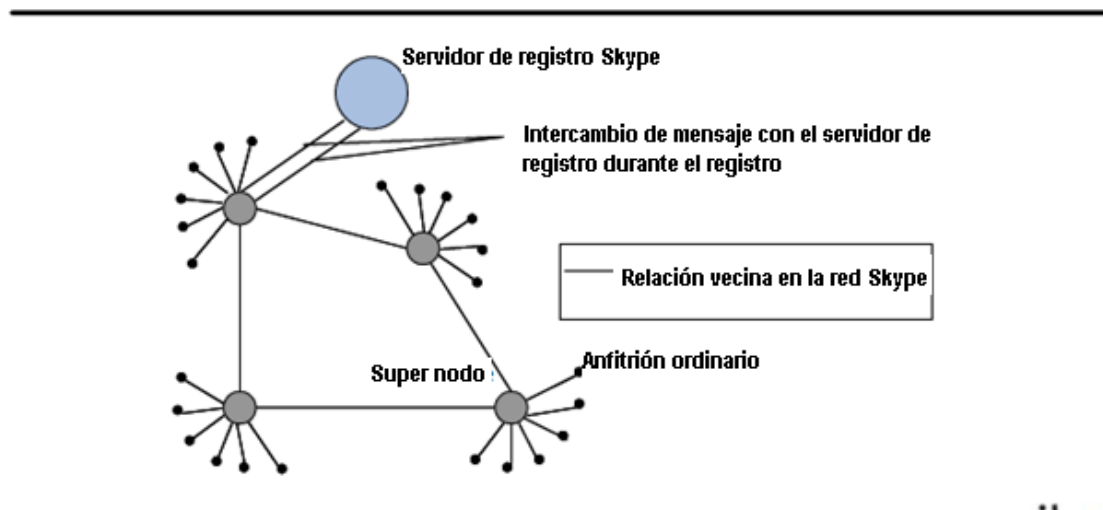 Servidor de registro Skype
Intercambio de mensaje con el servidor de
registro durante el registro
Relación vecina en la red Skype
Anfitrión ordinario
Super nodo